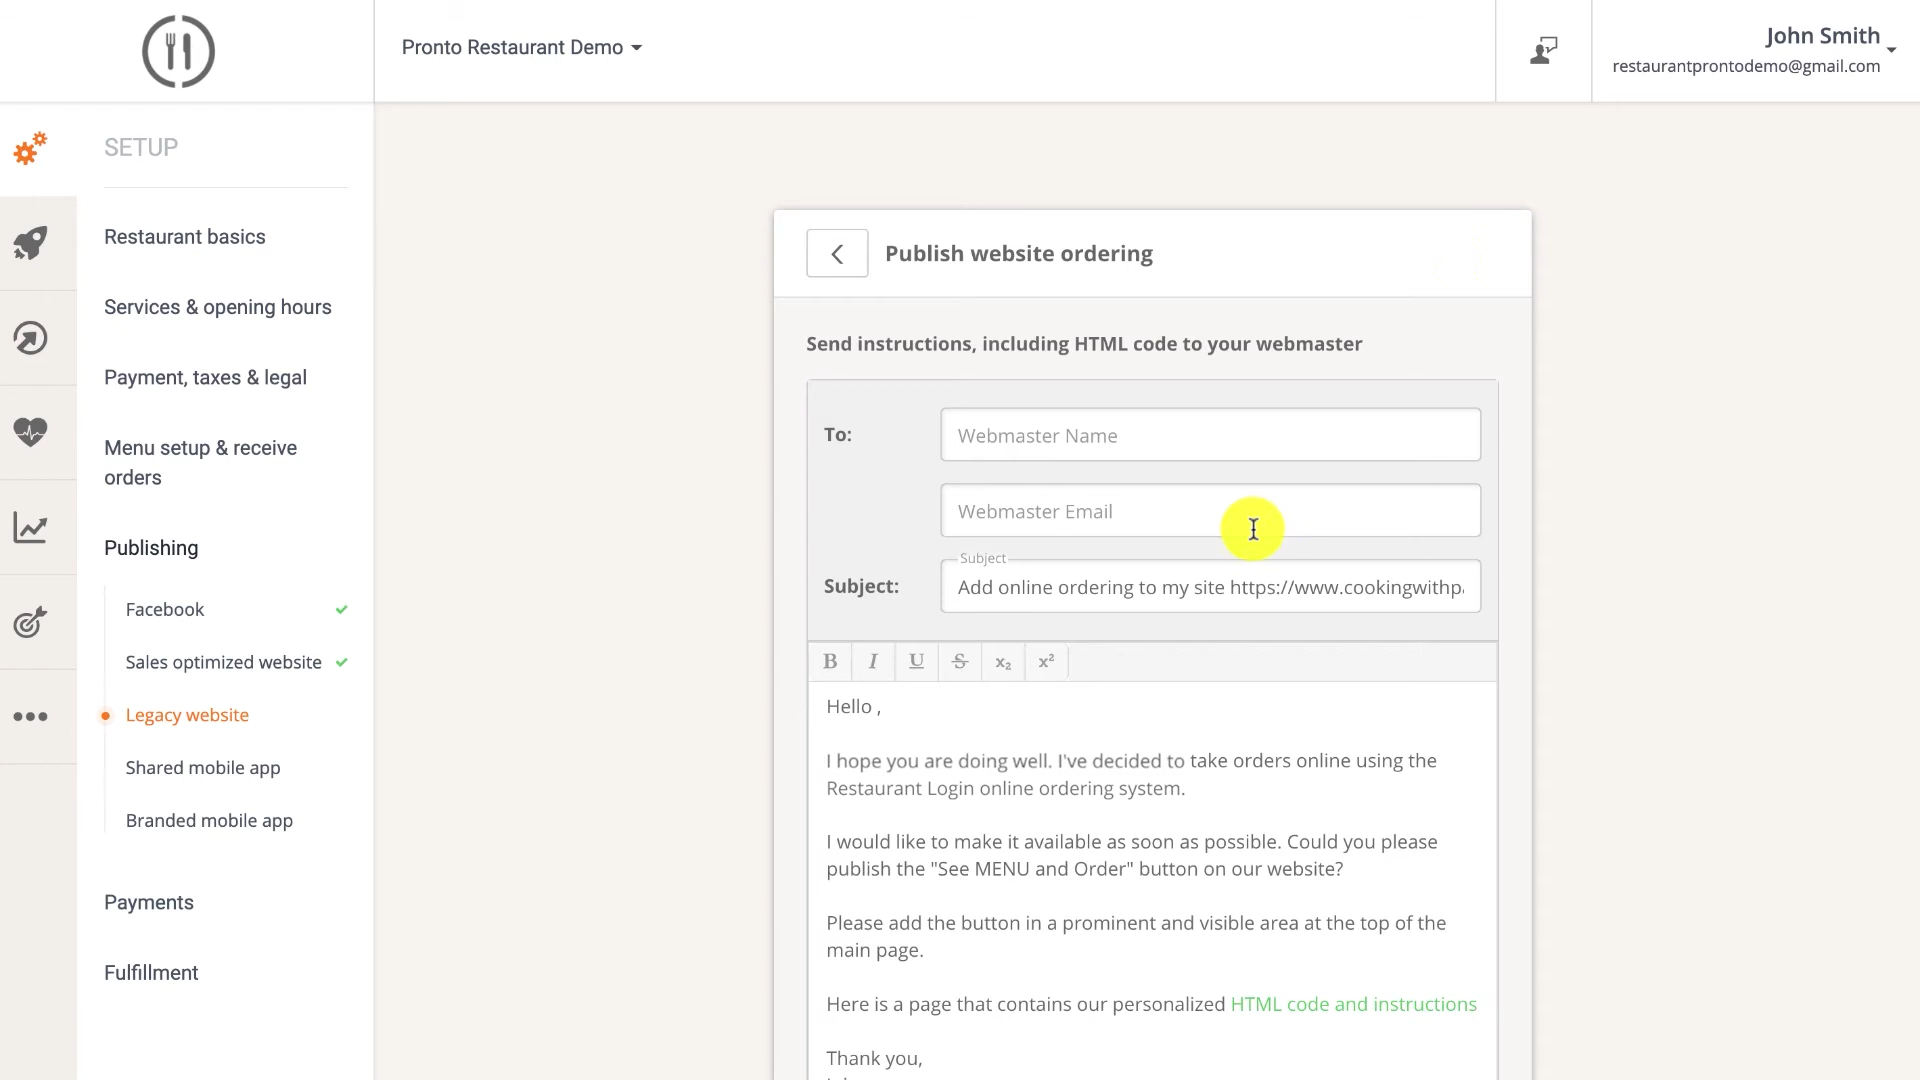 Pronto Restaurant Demo
John Smith
restaurantprontodemo@gmail.com
SETUP
Restaurant basics
Services & opening hours
Payment, taxes & legal
Menu setup & receive
orders
Publishing
Facebook
Sales optimized website
Legacy website
Shared mobile app
Branded mobile app
Payments
Fulfillment
Publish website ordering
Send instructions, including HTML code to your webmaster
To:
Webmaster Name
Webmaster Email
Subject
Subject:
Add online ordering to my site https://www.cookingwithp
B I U S x₂ x²
Hello ,
I hope you are doing well. I've decided to take orders online using the
Restaurant Login online ordering system.
I would like to make it available as soon as possible. Could you please
publish the "See MENU and Order" button on our website?
Please add the button in a prominent and visible area at the top of the
main page.
Here is a page that contains our personalized HTML code and instructions
Thank you,